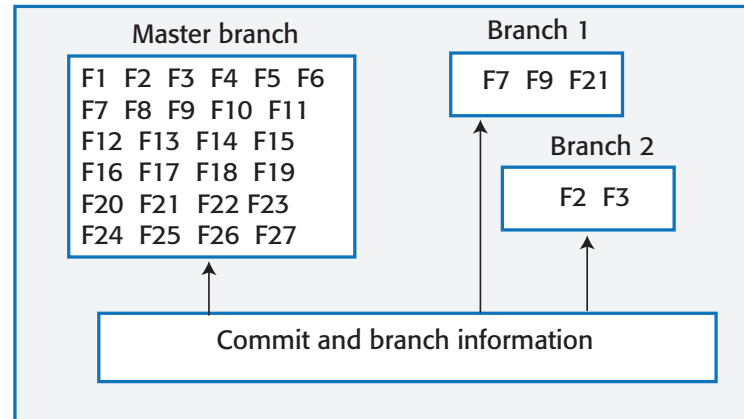 Master branch
F1 F2 F3 F4 F5 F6
F7 F8 F9 F10 F11
F12 F13 F14 F15
F16 F17 F18 F19
F20 F21 F22 F23
F24 F25 F26 F27
Branch 1
F7 F9 F21
Branch 2
F2 F3
Commit and branch information